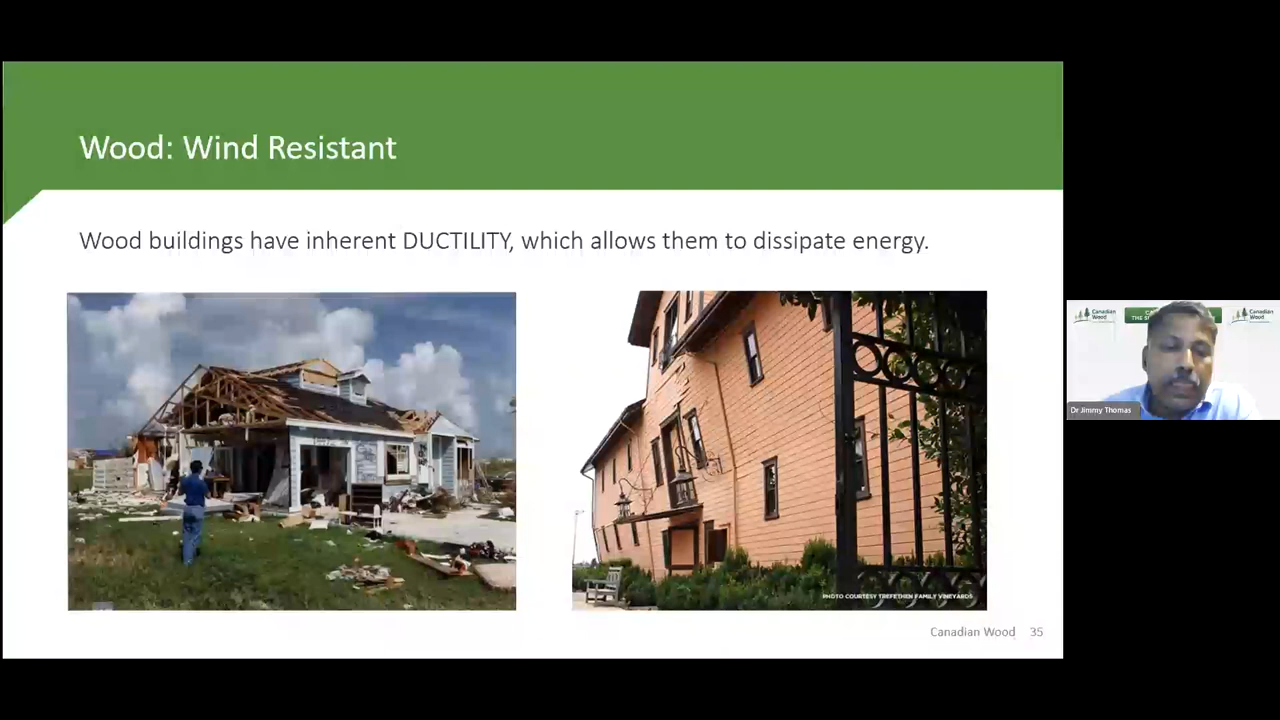 Wood: Wind Resistant
Wood buildings have inherent DUCTILITY, which allows them to dissipate energy.
PHOTO COURTESY TREFETHEN FAMILY VINEYARDS
Canadian Wood 35
Canadian
Wood
Canadian
Wood
Dr Jimmy Thomas